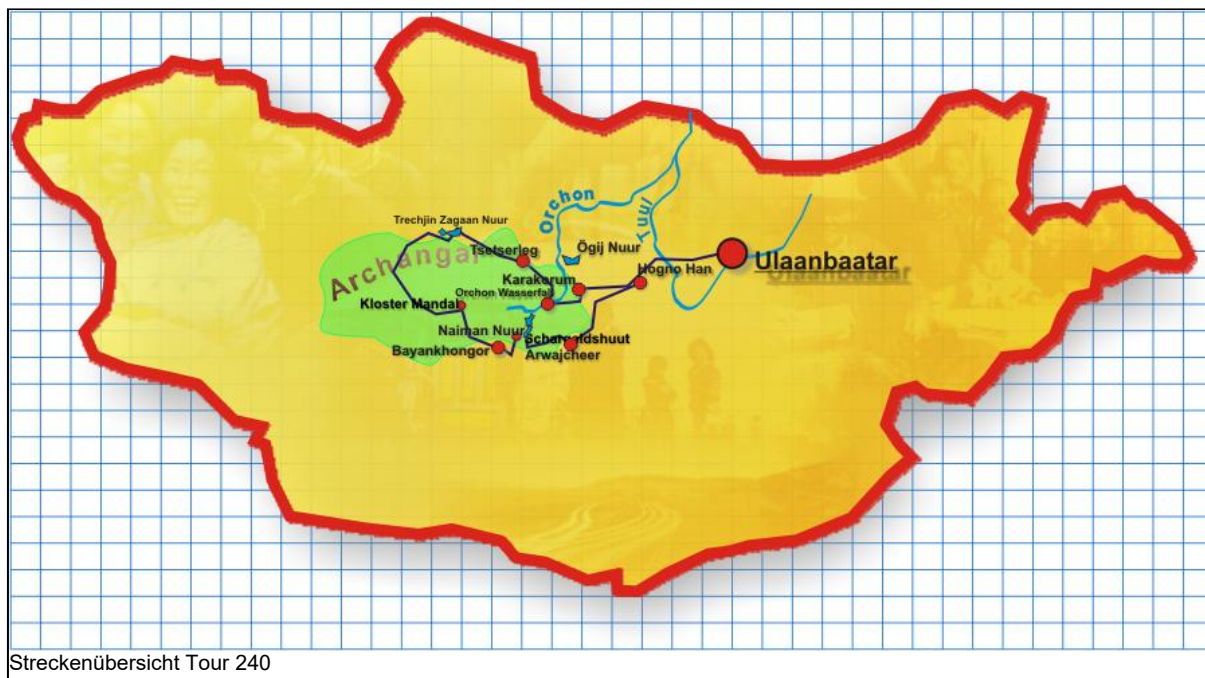 Orchon
Tuul
Trechjin Zagaan Nuur
Tsetserleg
Ögij Nuur
Ulaanbaatar
Archangai
Hogno Han
Karakorum
Orchon Wasserfall
Kloster Mandal
Naiman Nuur
Schargoldshuut
Bayankhongor
Arwajcheer
Streckenübersicht Tour 240